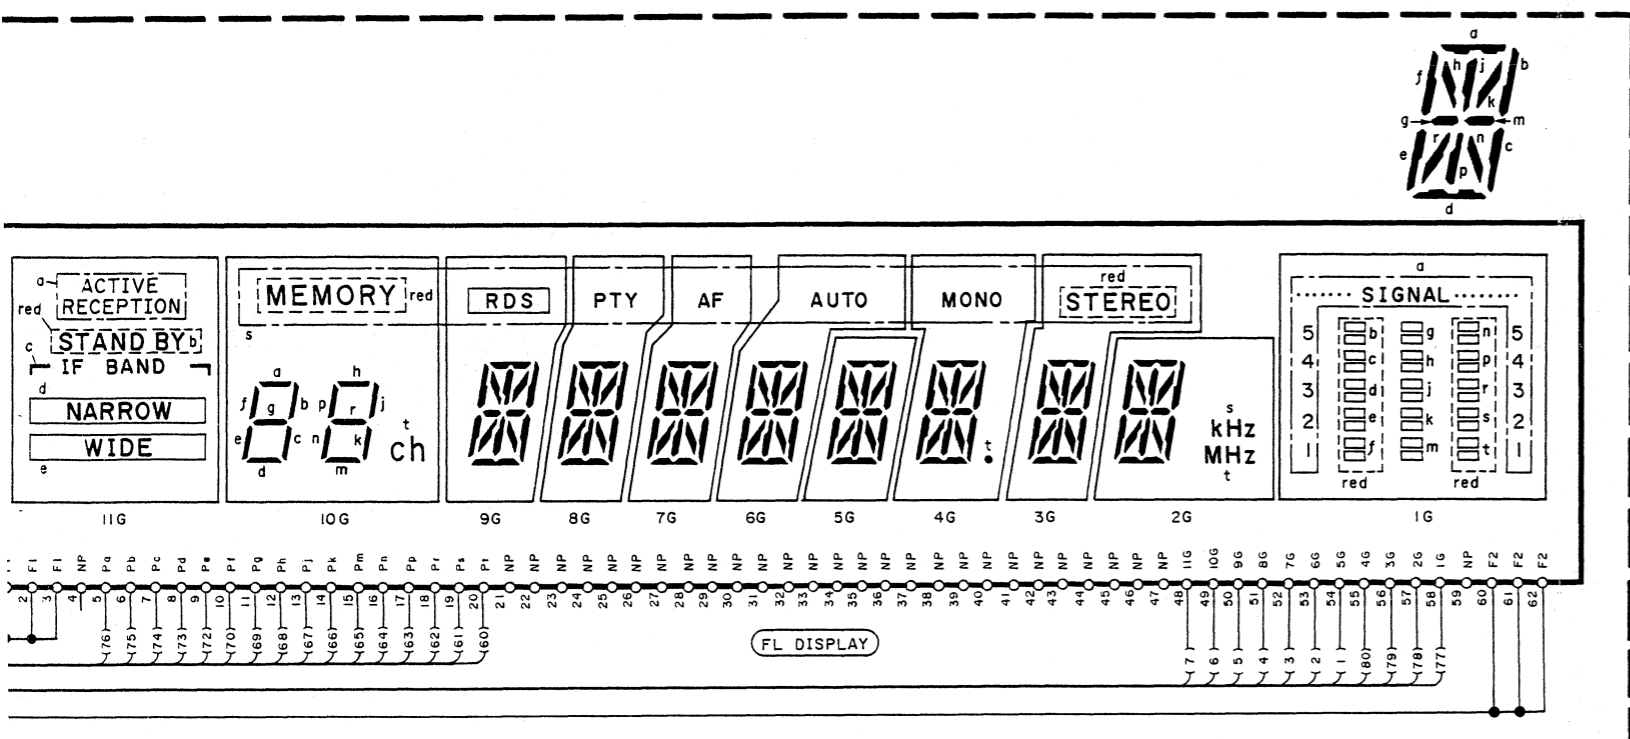 a
f h j b
k
g m
r n
e c
p
d
a
ACTIVE
RECEPTION
red
STAND BY b
c
IF BAND
d
NARROW
WIDE
e
11G
MEMORY red
s
a h
f g b p r j
e c n k
d m
t
ch
10G
RDS
9G
PTY
8G
AF
7G
6G
AUTO
5G
MONO
t
4G
red
STEREO
3G
s
kHz
MHz
t
2G
a
SIGNAL
5 b g n 5
4 c h p 4
3 d j r 3
2 e k s 2
1 f m t 1
red red
1G
F1 F1 NP Pa Pb Pc Pd Pe Pf Pg Ph Pj Pk Pm Pn Pp Pr Ps Pt NP NP NP NP NP NP NP NP NP NP NP NP NP NP NP NP NP NP NP NP NP NP NP NP NP NP NP 11G 10G 9G 8G 7G 6G 5G 4G 3G 2G 1G NP F2 F2 F2
2 3 4 5 6 7 8 9 10 11 12 13 14 15 16 17 18 19 20 21 22 23 24 25 26 27 28 29 30 31 32 33 34 35 36 37 38 39 40 41 42 43 44 45 46 47 48 49 50 51 52 53 54 55 56 57 58 59 60 61 62
(76) (75) (74) (73) (72) (70) (69) (68) (67) (66) (65) (64) (63) (62) (61) (60)
FL DISPLAY
(7 (6 (5 (4 (3 (2 (1 (80) (79) (78) (77)